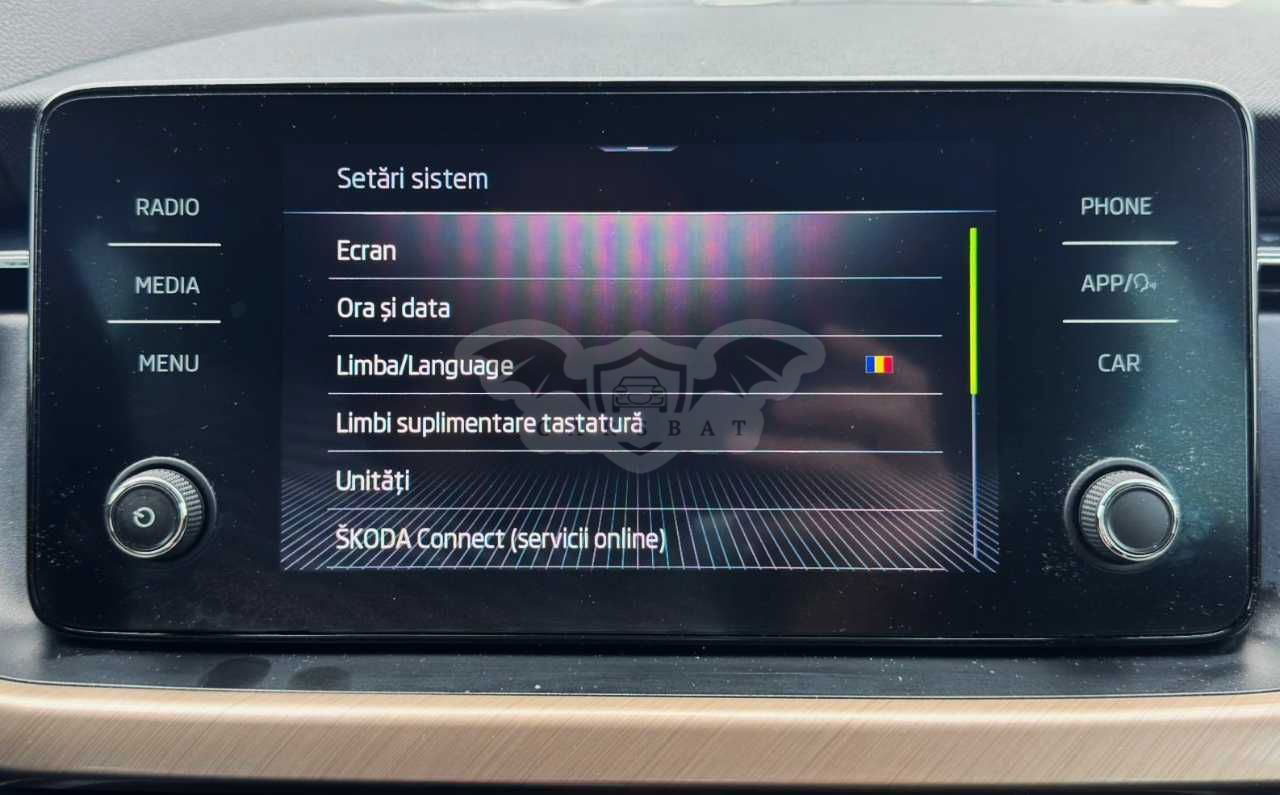 Setări sistem
RADIO
MEDIA
MENU
Ecran
Ora și data
Limba/Language
Limbi suplimentare tastatură
Unități
ŠKODA Connect (servicii online)
PHONE
APP/
CAR
CARSBAT